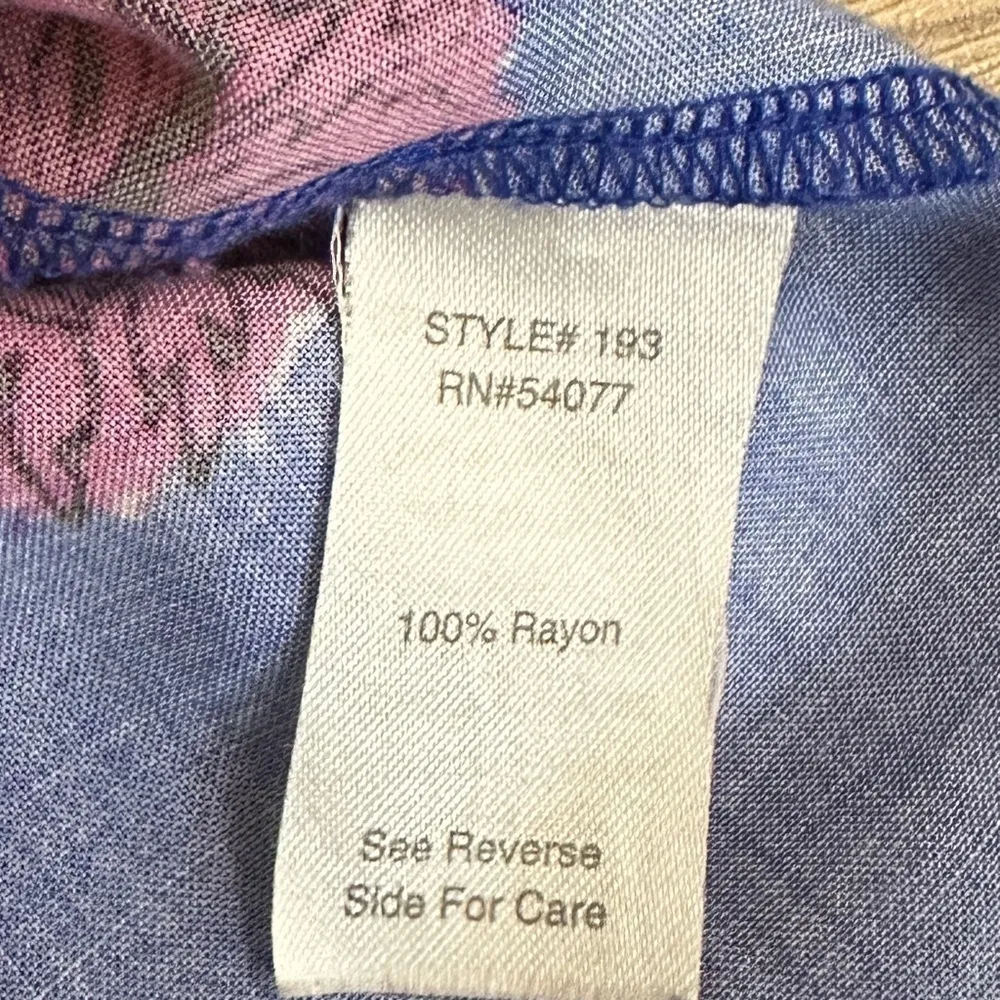 STYLE# 193
RN#54077
100% Rayon
See Reverse
Side For Care